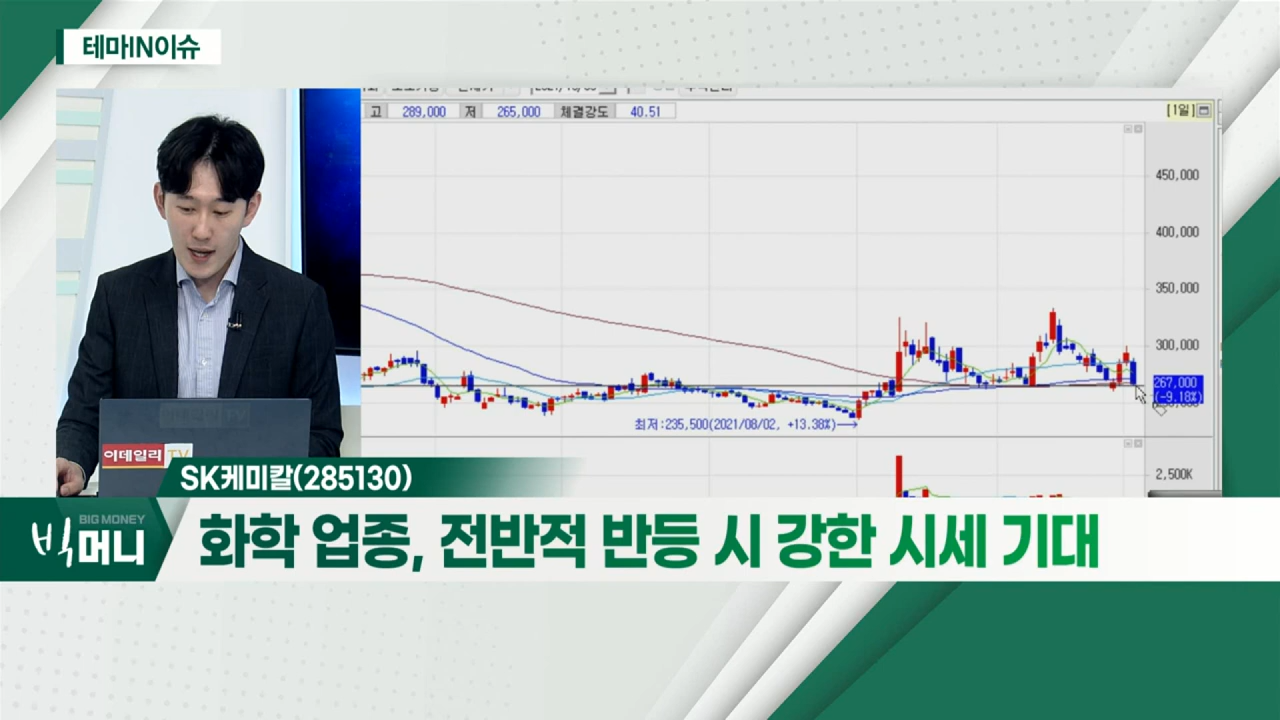 테마IN이슈
고 289,000 저 265,000 체결강도 40.51
[1일]
450,000
400,000
350,000
300,000
267,000
(-9.18%)
최저:235,500(2021/08/02, +13.38%)→
2,500K
이데일리 TV
SK케미칼(285130)
BIG MONEY
빅머니
화학 업종, 전반적 반등 시 강한 시세 기대